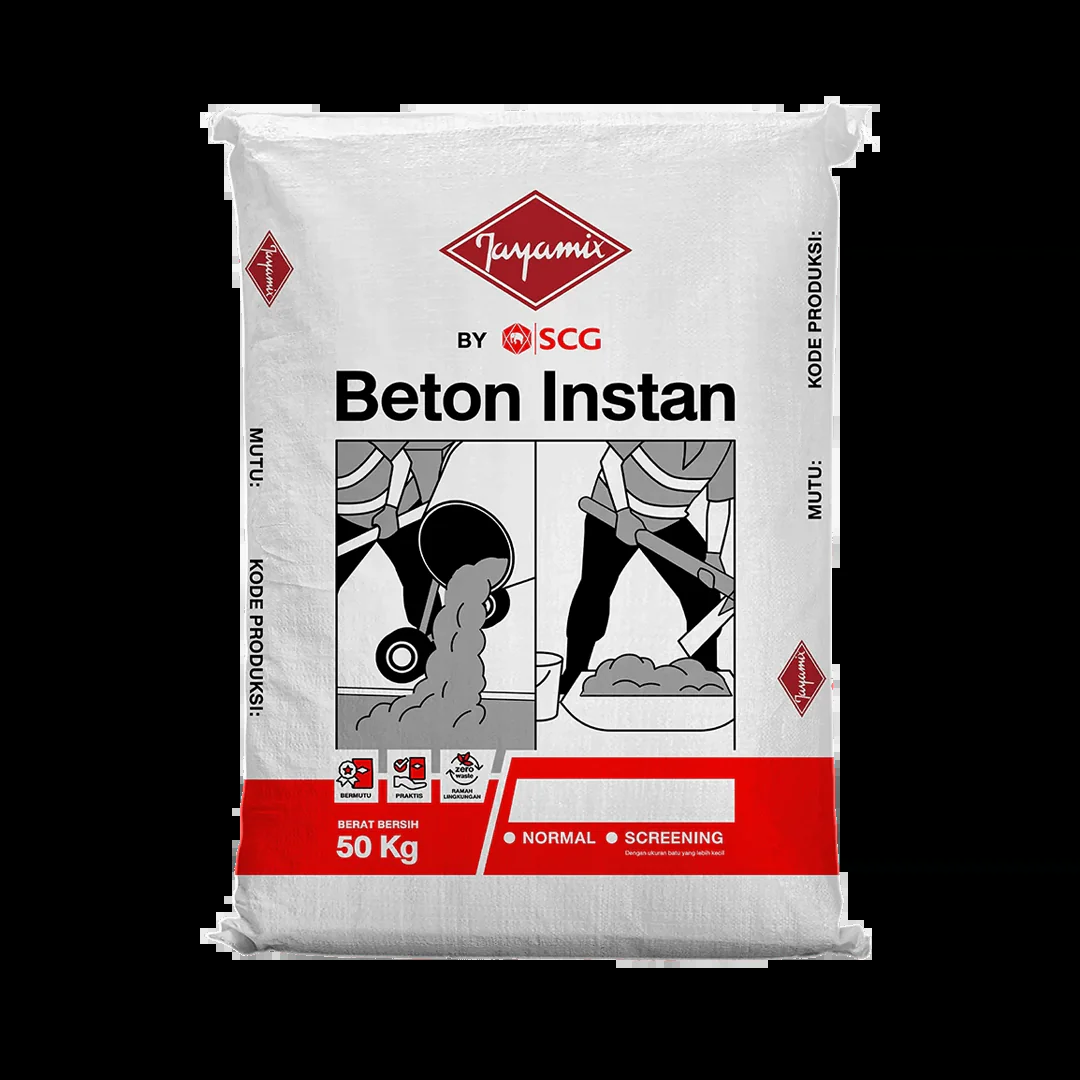 Jayamix
BY SCG
Beton Instan
Jayamix
MUTU:
KODE PRODUKSI:
KODE PRODUKSI:
MUTU:
Jayamix
BERMUTU
PRAKTIS
zero
waste
RAMAH
LINGKUNGAN
BERAT BERSIH
50 Kg
NORMAL SCREENING
Dengan ukuran batu yang lebih kecil